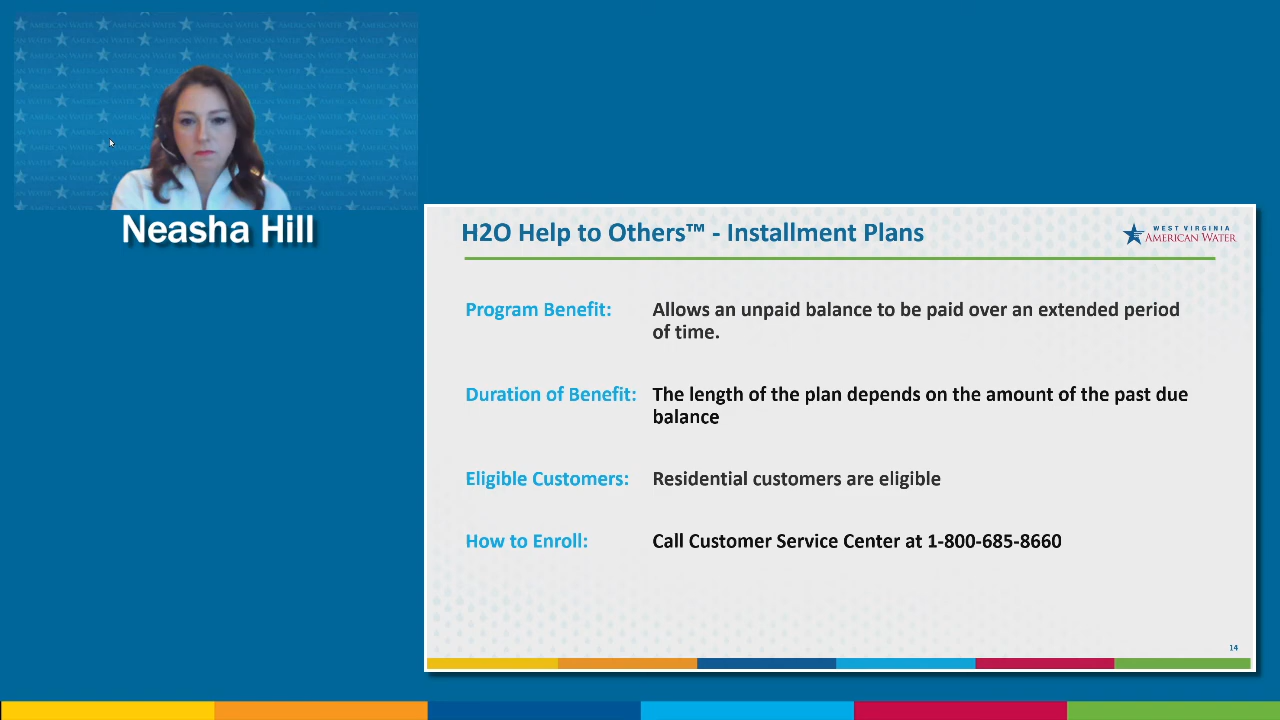 Neasha Hill
H2O Help to Others™ - Installment Plans
WEST VIRGINIA
AMERICAN WATER
Program Benefit: Allows an unpaid balance to be paid over an extended period
of time.
Duration of Benefit: The length of the plan depends on the amount of the past due
balance
Eligible Customers: Residential customers are eligible
How to Enroll: Call Customer Service Center at 1-800-685-8660
14